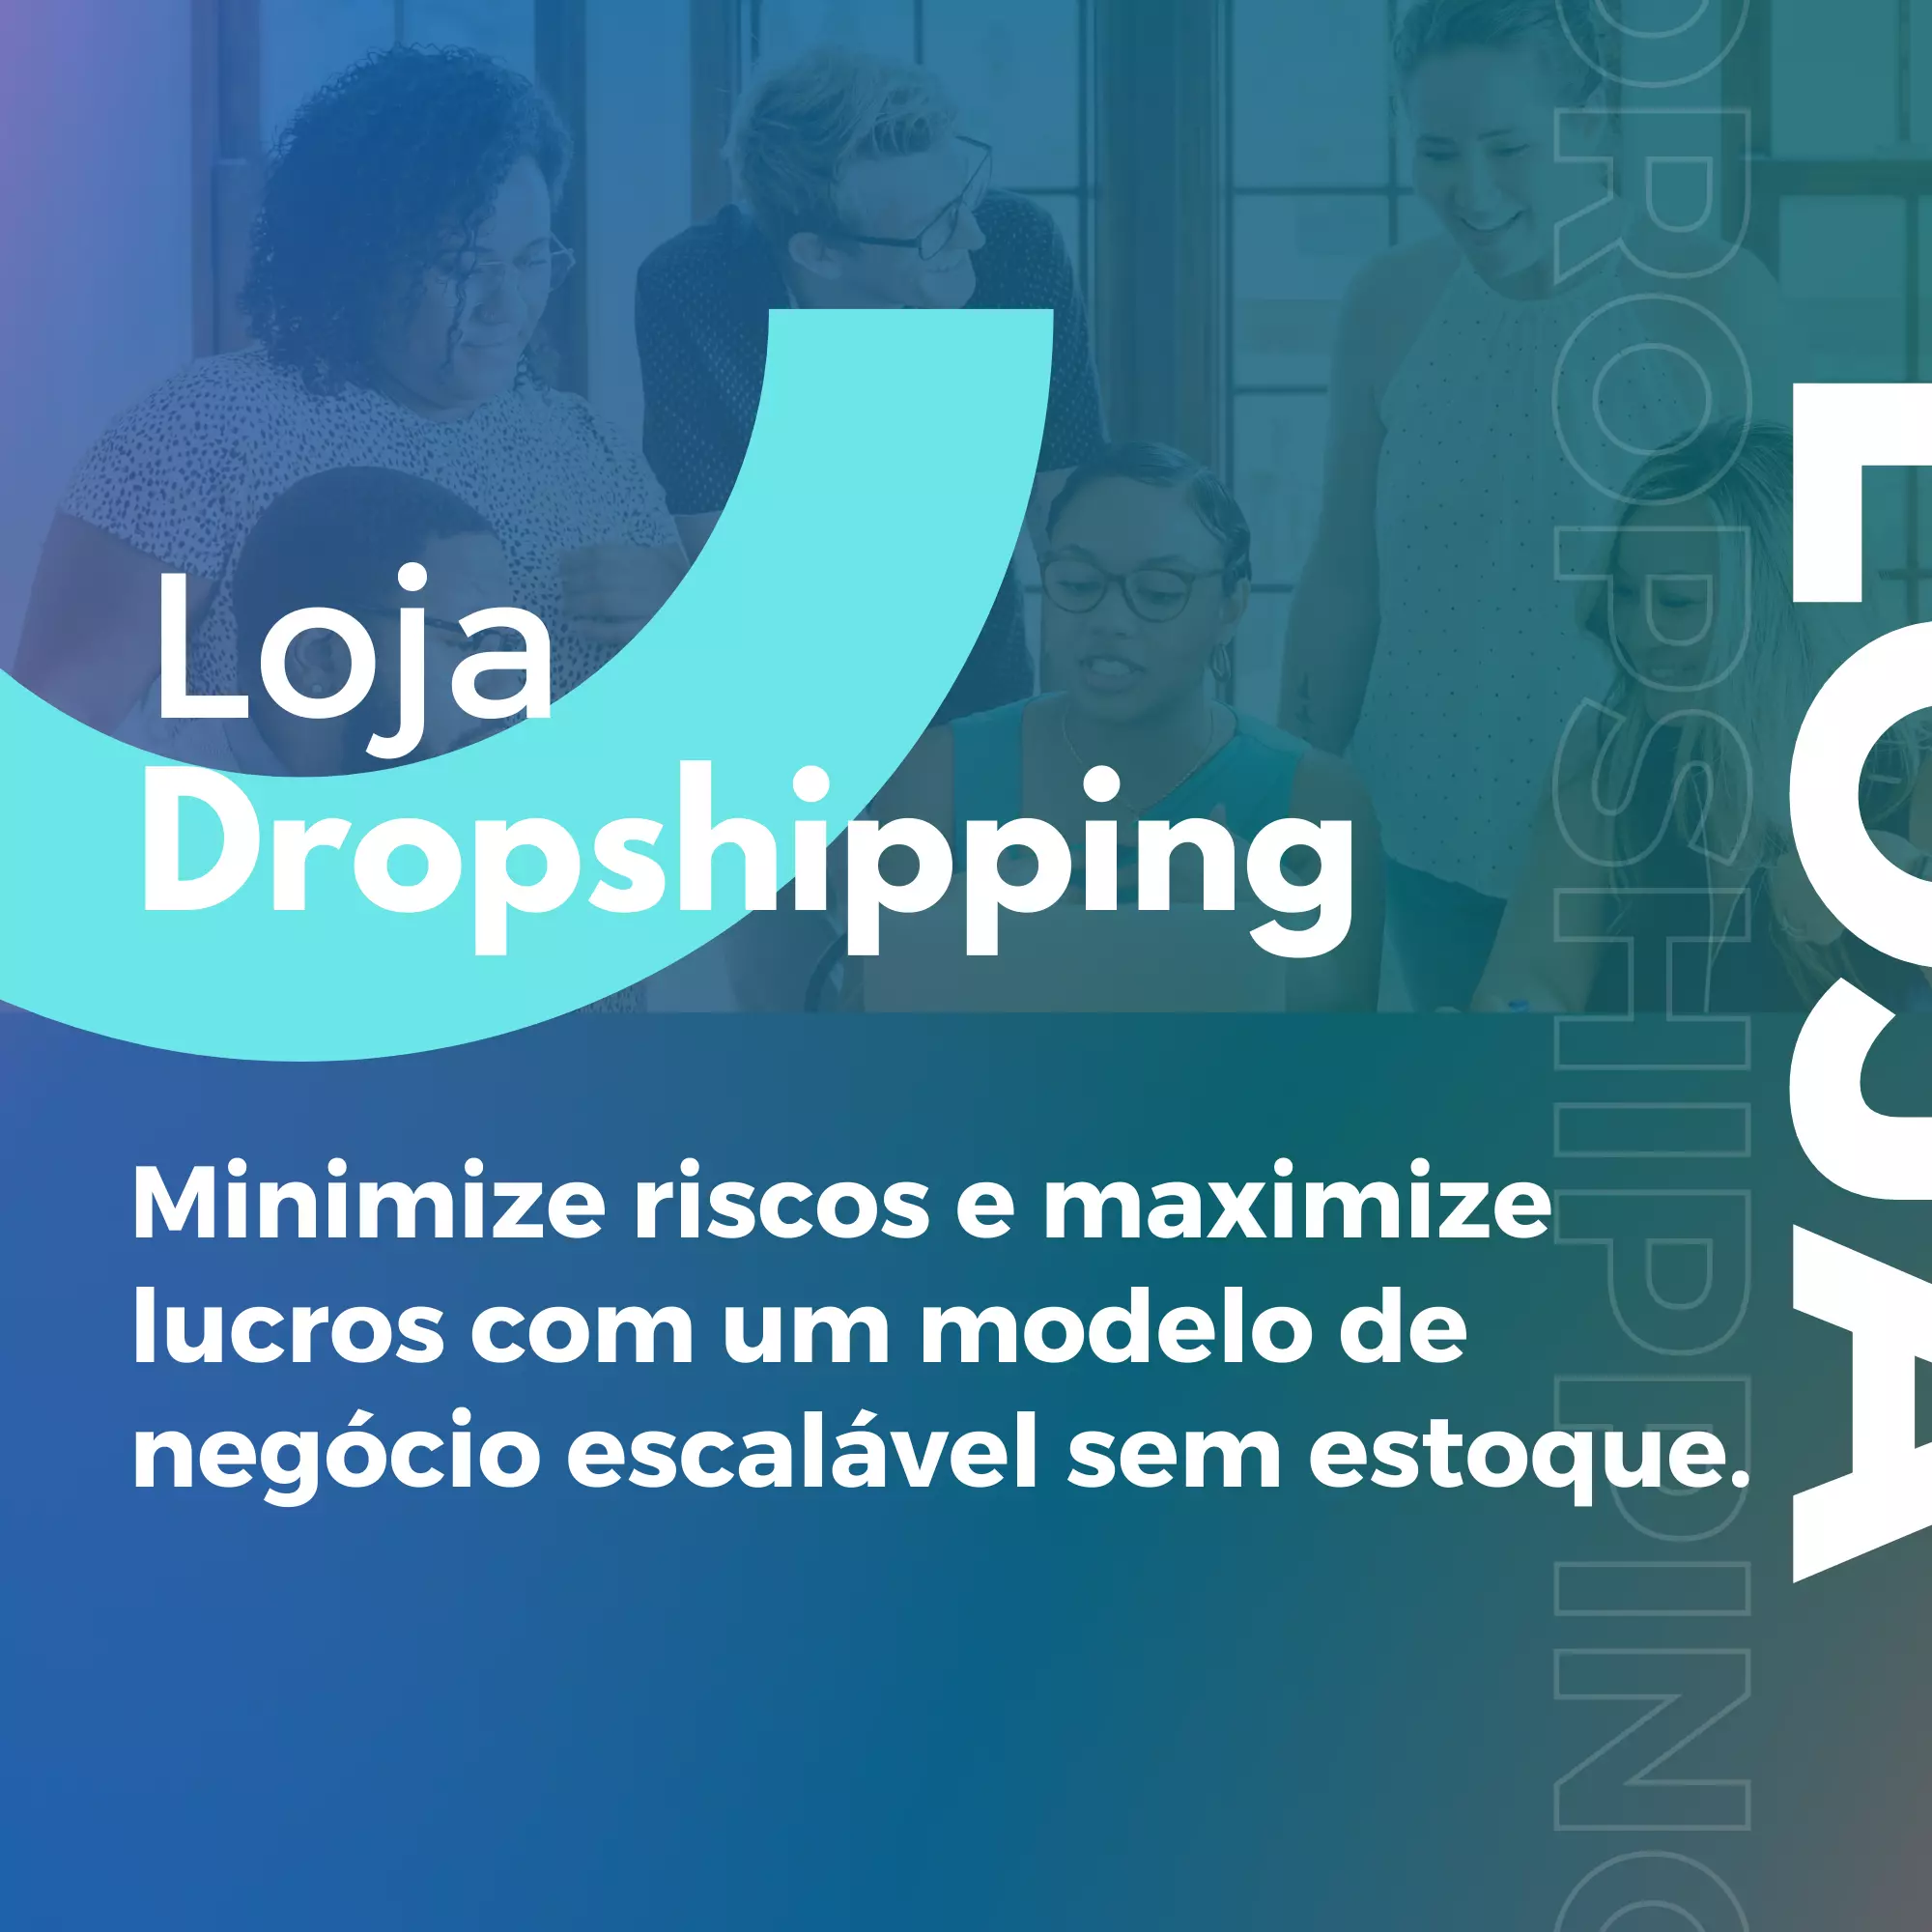 Loja
Dropshipping
Minimize riscos e maximize
lucros com um modelo de
negócio escalável sem estoque.
DROPSHIPPING
LOJA